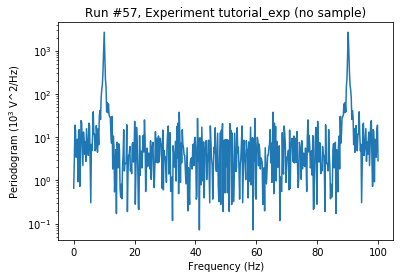 Run #57, Experiment tutorial_exp (no sample)
Periodogram (10³ V^2/Hz)
10³
10²
10¹
10⁰
10⁻¹
0 20 40 60 80 100
Frequency (Hz)